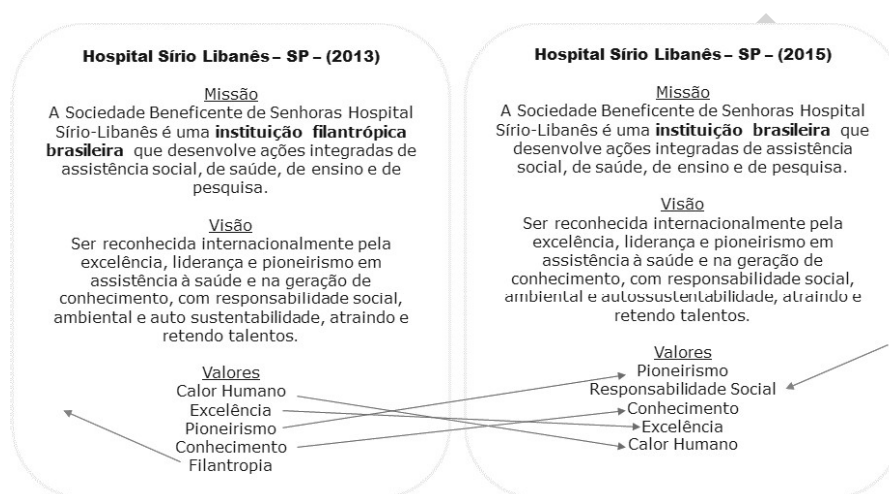 Hospital Sírio Libanês – SP – (2013)
Missão
A Sociedade Beneficente de Senhoras Hospital
Sírio-Libanês é uma instituição filantrópica
brasileira que desenvolve ações integradas de
assistência social, de saúde, de ensino e de
pesquisa.
Visão
Ser reconhecida internacionalmente pela
excelência, liderança e pioneirismo em
assistência à saúde e na geração de
conhecimento, com responsabilidade social,
ambiental e auto sustentabilidade, atraindo e
retendo talentos.
Valores
Calor Humano
Excelência
Pioneirismo
Conhecimento
Filantropia
Hospital Sírio Libanês – SP – (2015)
Missão
A Sociedade Beneficente de Senhoras Hospital
Sírio-Libanês é uma instituição brasileira que
desenvolve ações integradas de assistência
social, de saúde, de ensino e de pesquisa.
Visão
Ser reconhecida internacionalmente pela
excelência, liderança e pioneirismo em
assistência à saúde e na geração de
conhecimento, com responsabilidade social,
ambiental e autossustentabilidade, atraindo e
retendo talentos.
Valores
Pioneirismo
Responsabilidade Social
Conhecimento
Excelência
Calor Humano